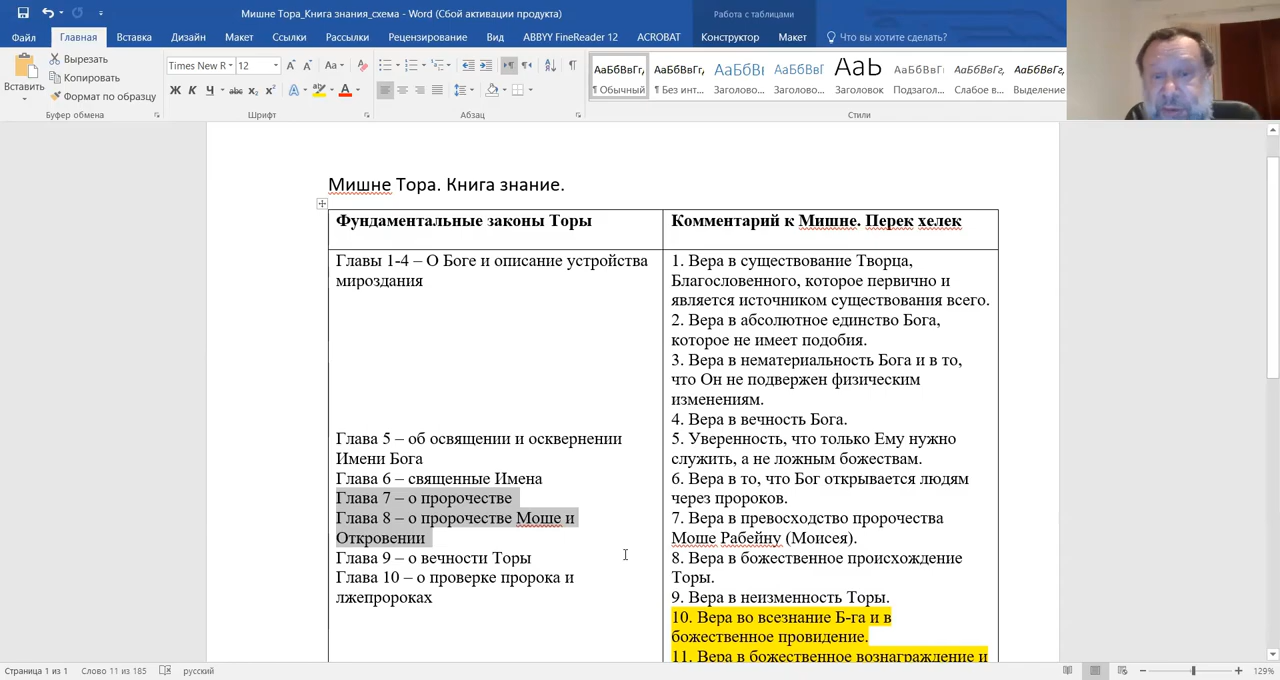 Мишне Тора_Книга знания_схема - Word (Сбой активации продукта)
Работа с таблицами
Файл Главная Вставка Дизайн Макет Ссылки Рассылки Рецензирование Вид ABBYY FineReader 12 ACROBAT Конструктор Макет Что вы хотите сделать?
Вставить
Вырезать
Копировать
Формат по образцу
Буфер обмена
Times New R 12
Ж К Ч abc x₂ x²
Шрифт
Абзац
АаБбВвГг, АаБбВвГг, АаБбВı АаБбВвГ АаЬ АаБбВвГг АаБбВвГг, АаБбВвГг,
¶ Обычный ¶ Без инт... Заголово... Заголово... Заголовок Подзагол... Слабое в... Выделение
Стили
Мишне Тора. Книга знание.
Фундаментальные законы Торы
Главы 1-4 – О Боге и описание устройства
мироздания
Глава 5 – об освящении и осквернении
Имени Бога
Глава 6 – священные Имена
Глава 7 – о пророчестве
Глава 8 – о пророчестве Моше и
Откровении
Глава 9 – о вечности Торы
Глава 10 – о проверке пророка и
лжепророках
Комментарий к Мишне. Перек хелек
1. Вера в существование Творца,
Благословенного, которое первично и
является источником существования всего.
2. Вера в абсолютное единство Бога,
которое не имеет подобия.
3. Вера в нематериальность Бога и в то,
что Он не подвержен физическим
изменениям.
4. Вера в вечность Бога.
5. Уверенность, что только Ему нужно
служить, а не ложным божествам.
6. Вера в то, что Бог открывается людям
через пророков.
7. Вера в превосходство пророчества
Моше Рабейну (Моисея).
8. Вера в божественное происхождение
Торы.
9. Вера в неизменность Торы.
10. Вера во всезнание Б-га и в
божественное провидение.
11. Вера в божественное вознаграждение и
Страница 1 из 1 Слово 11 из 185 русский 129%